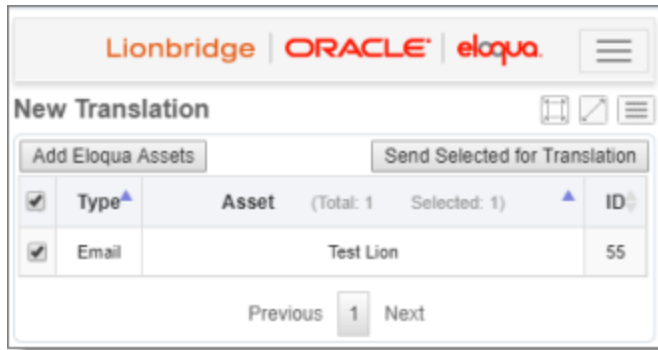 Lionbridge | ORACLE | eloqua.
New Translation
Add Eloqua Assets Send Selected for Translation
Type Asset (Total: 1 Selected: 1) ID
Email Test Lion 55
Previous 1 Next